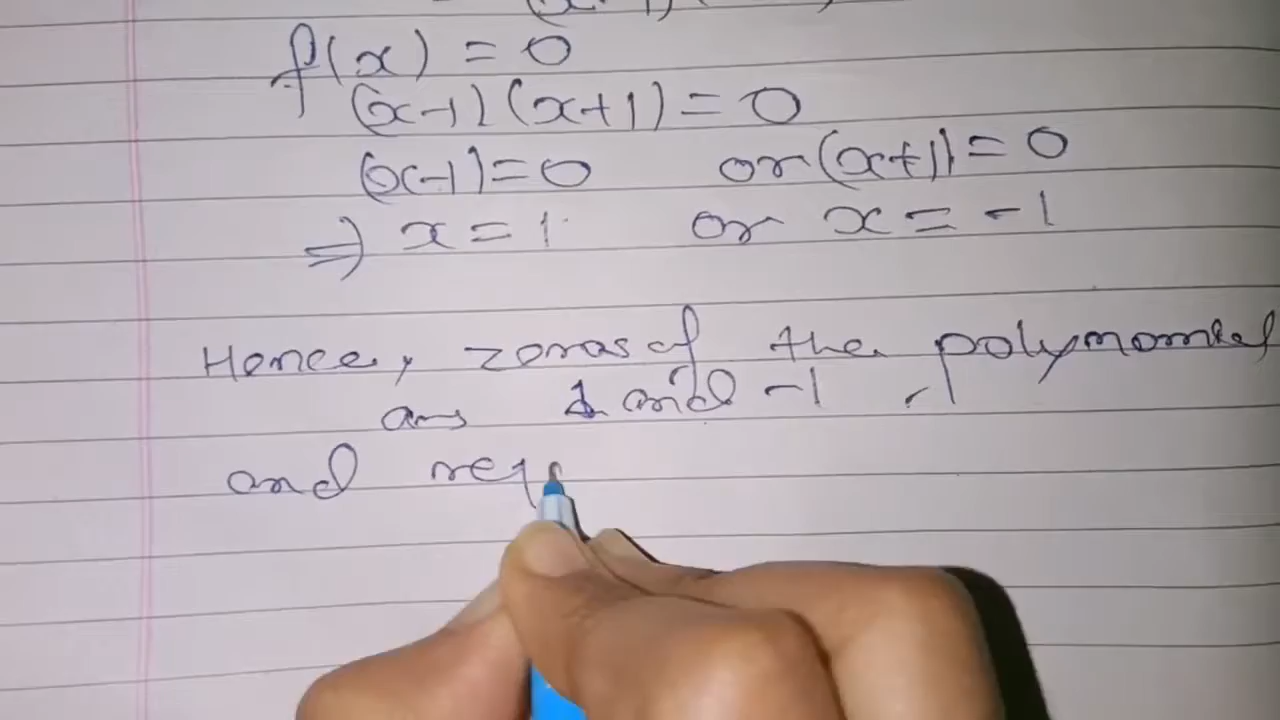 f(x) = 0
(x-1) (x+1) = 0
(x-1) = 0 or (x+1) = 0
⇒ x = 1 or x = -1
Hence, zeros of the polynomial
are 1 and -1,
and req